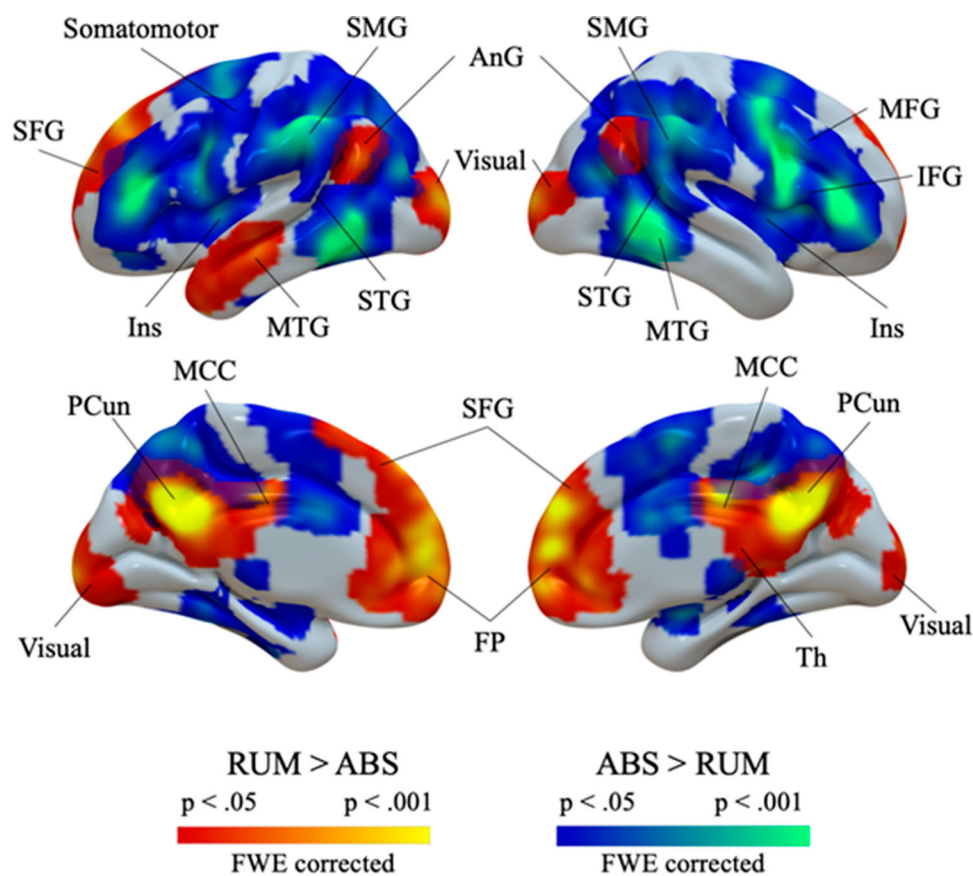 Somatomotor
SMG
SMG
AnG
MFG
SFG
Visual
IFG
STG
STG
Ins
MTG
MTG
Ins
MCC
MCC
PCun
SFG
PCun
Visual
FP
Th
Visual
RUM > ABS
ABS > RUM
p < .05 p < .001
p < .05 p < .001
FWE corrected
FWE corrected